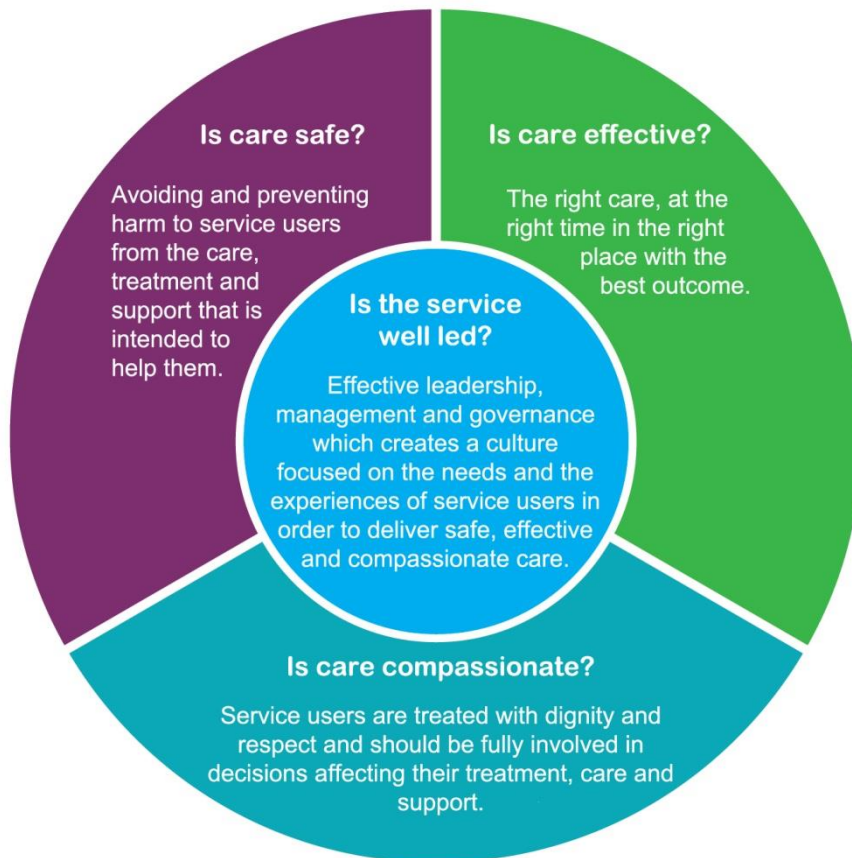 Is care safe?
Avoiding and preventing
harm to service users
from the care,
treatment and
support that is
intended to
help them.
Is care effective?
The right care, at the
right time in the right
place with the
best outcome.
Is the service
well led?
Effective leadership,
management and governance
which creates a culture
focused on the needs and the
experiences of service users in
order to deliver safe, effective
and compassionate care.
Is care compassionate?
Service users are treated with dignity and
respect and should be fully involved in
decisions affecting their treatment, care and
support.